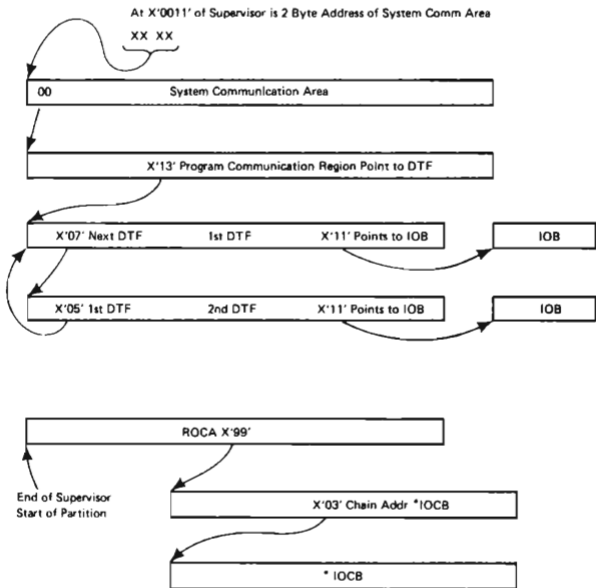 At X'0011' of Supervisor is 2 Byte Address of System Comm Area
XX XX
00 System Communication Area
X'13' Program Communication Region Point to DTF
X'07' Next DTF 1st DTF X'11' Points to IOB IOB
X'05' 1st DTF 2nd DTF X'11' Points to IOB IOB
ROCA X'99'
End of Supervisor
Start of Partition
X'03' Chain Addr *IOCB
* IOCB